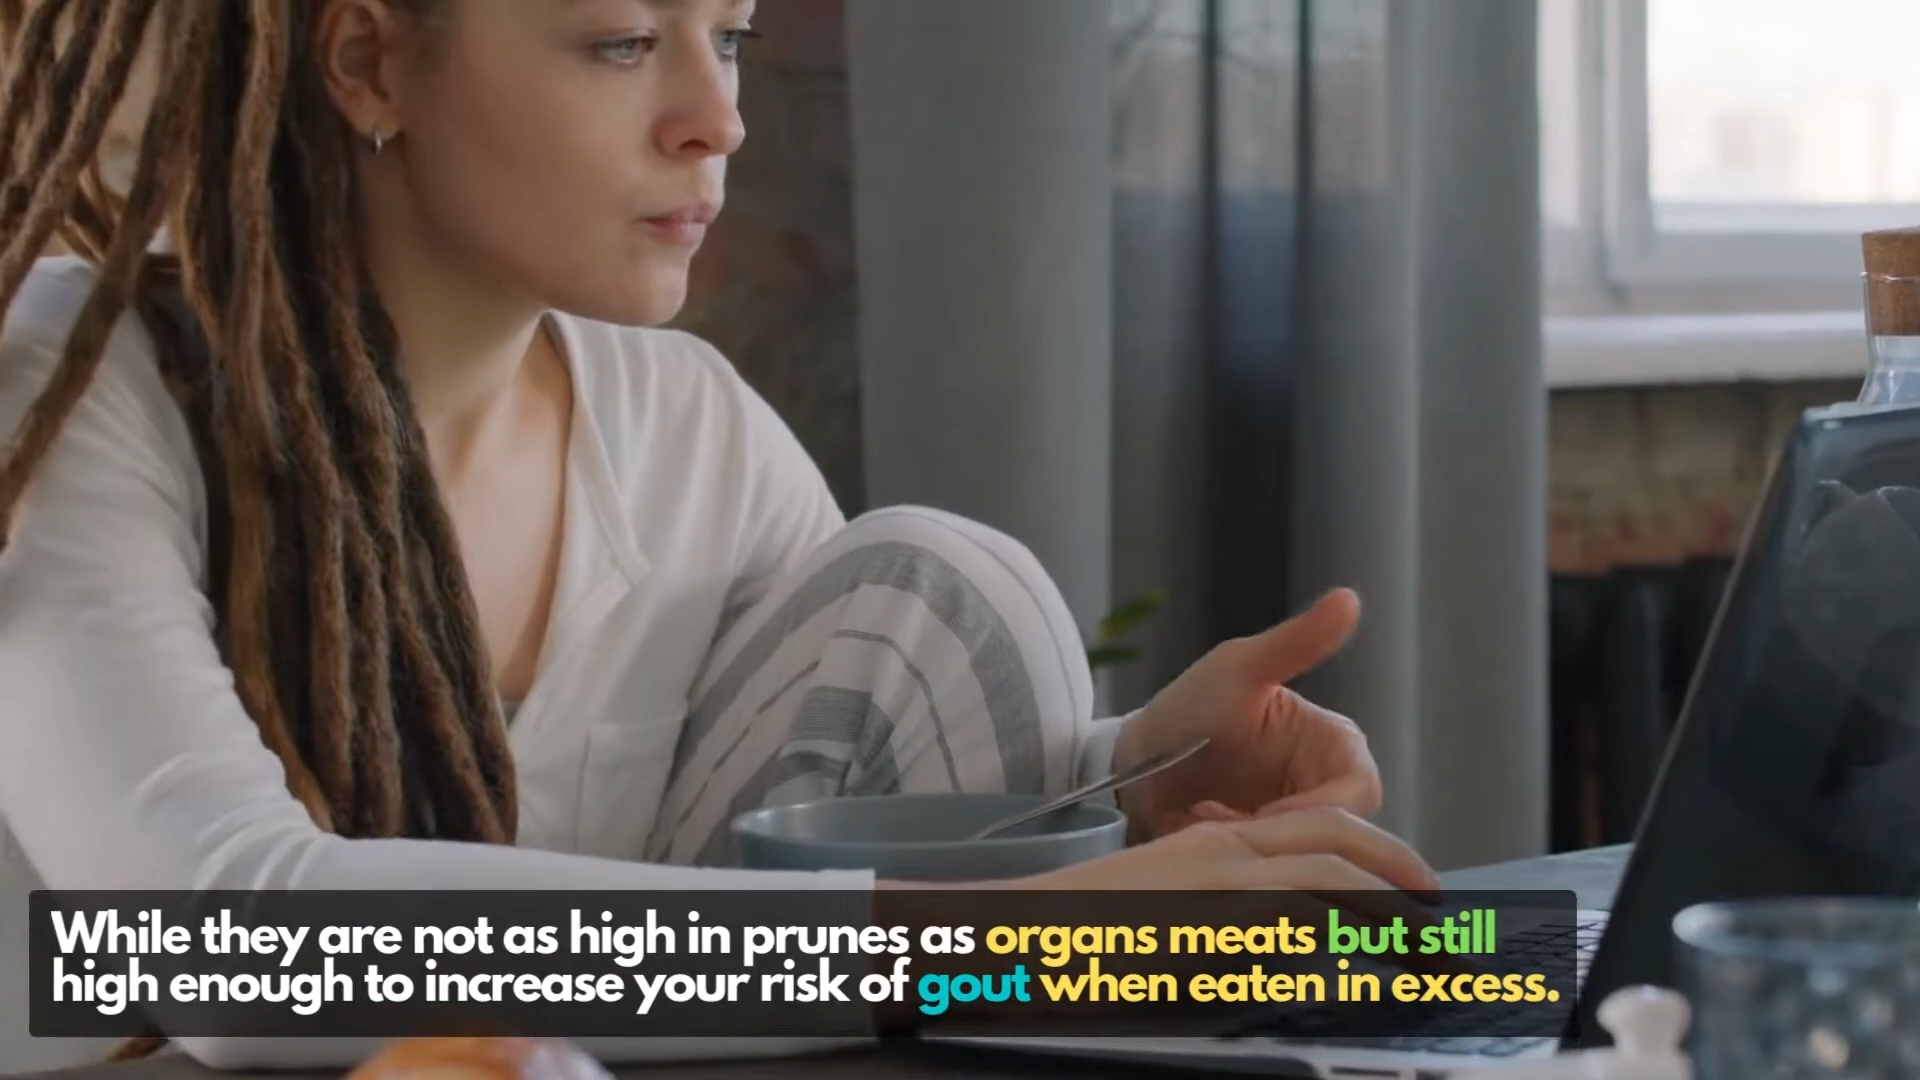 While they are not as high in prunes as organs meats but still
high enough to increase your risk of gout when eaten in excess.